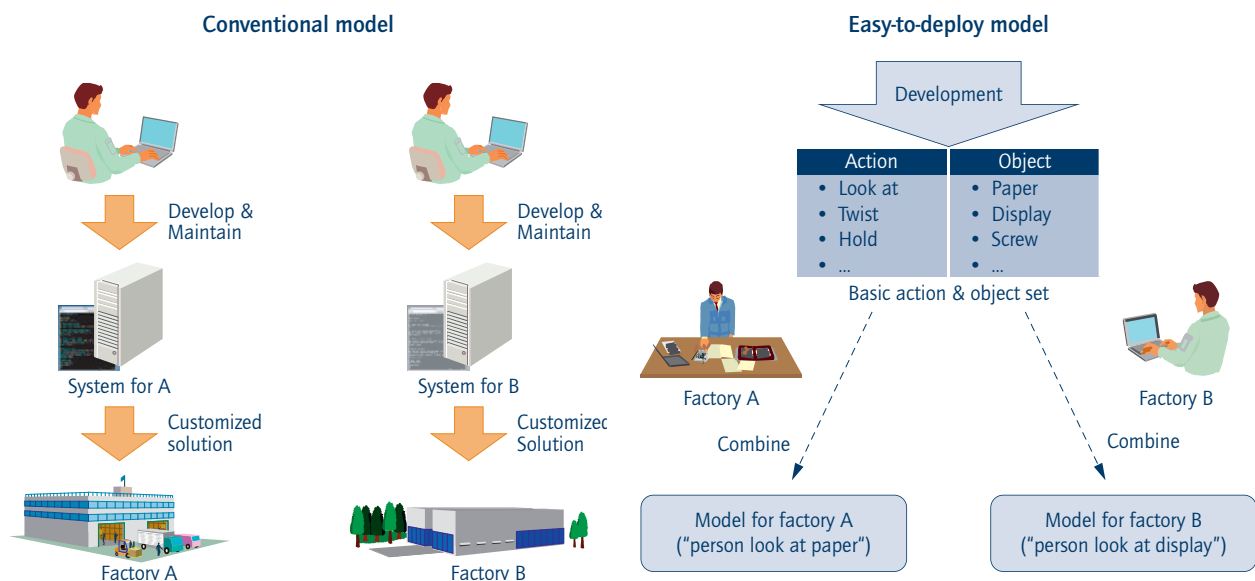 Conventional model
Develop &
Maintain
System for A
Customized
solution
Factory A
Develop &
Maintain
System for B
Customized
Solution
Factory B
Easy-to-deploy model
Development
Action
• Look at
• Twist
• Hold
• ...
Object
• Paper
• Display
• Screw
• ...
Basic action & object set
Factory A
Factory B
Combine
Combine
Model for factory A
(“person look at paper“)
Model for factory B
(“person look at display”)